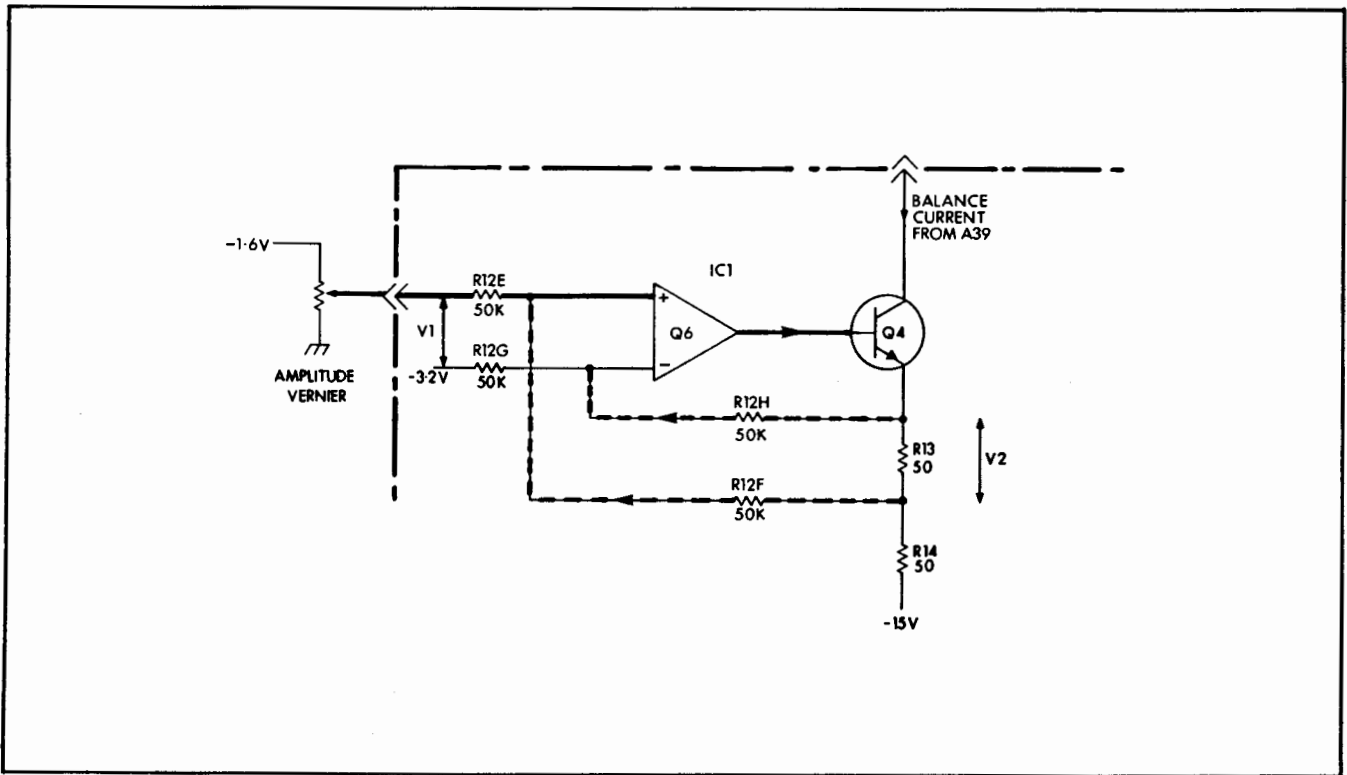 BALANCE
CURRENT
FROM A39
-1·6V
IC1
R12E
50K
+
Q6
Q4
V1
R12G
50K
-3·2V
-
AMPLITUDE
VERNIER
R12H
50K
R13
50
V2
R12F
50K
R14
50
-15V